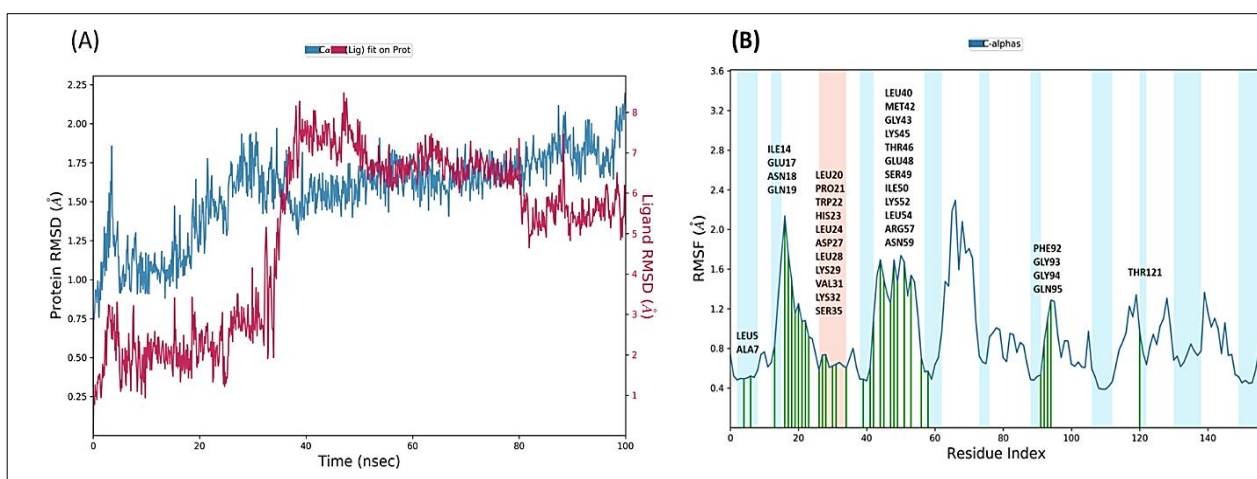 (A)
Cα (Lig) fit on Prot
Protein RMSD (Å)
2.25
2.00
1.75
1.50
1.25
1.00
0.75
0.50
0.25
0
20
40
60
80
100
Time (nsec)
8
7
6
5
4
3
2
1
Ligand RMSD (Å)
(B)
C-alphas
RMSF (Å)
3.6
3.2
2.8
2.4
2.0
1.6
1.2
0.8
0.4
LEU5
ALA7
ILE14
GLU17
ASN18
GLN19
LEU20
PRO21
TRP22
HIS23
LEU24
ASP27
LEU28
LYS29
VAL31
LYS32
SER35
LEU40
MET42
GLY43
LYS45
THR46
GLU48
SER49
ILE50
LYS52
LEU54
ARG57
ASN59
PHE92
GLY93
GLY94
GLN95
THR121
0
20
40
60
80
100
120
140
Residue Index